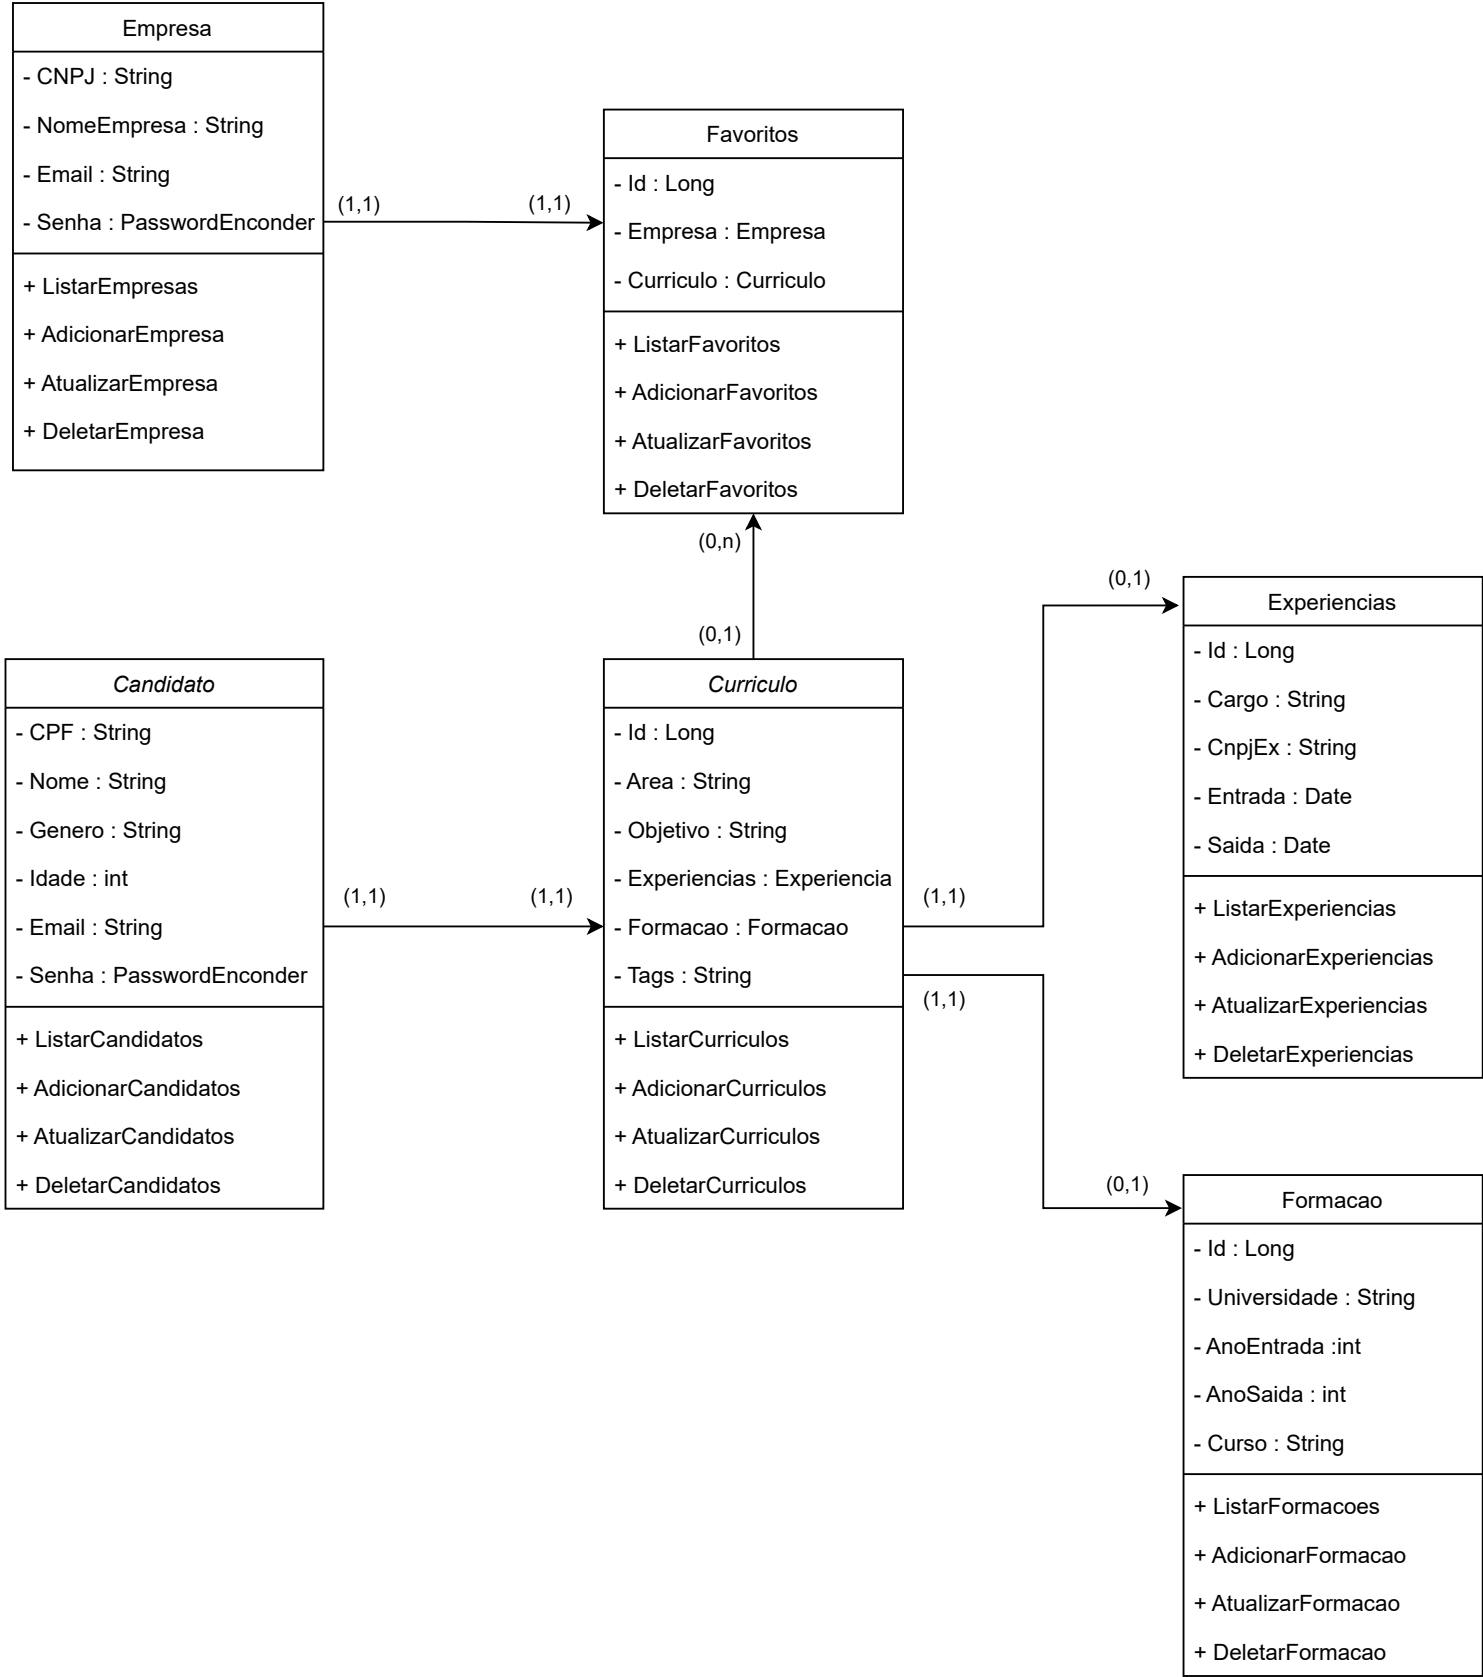 Empresa
- CNPJ : String
- NomeEmpresa : String
- Email : String
- Senha : PasswordEnconder
+ ListarEmpresas
+ AdicionarEmpresa
+ AtualizarEmpresa
+ DeletarEmpresa
(1,1)
(1,1)
Favoritos
- Id : Long
- Empresa : Empresa
- Curriculo : Curriculo
+ ListarFavoritos
+ AdicionarFavoritos
+ AtualizarFavoritos
+ DeletarFavoritos
(0,n)
(0,1)
Candidato
- CPF : String
- Nome : String
- Genero : String
- Idade : int
- Email : String
- Senha : PasswordEnconder
+ ListarCandidatos
+ AdicionarCandidatos
+ AtualizarCandidatos
+ DeletarCandidatos
(1,1)
(1,1)
Curriculo
- Id : Long
- Area : String
- Objetivo : String
- Experiencias : Experiencia
- Formacao : Formacao
- Tags : String
+ ListarCurriculos
+ AdicionarCurriculos
+ AtualizarCurriculos
+ DeletarCurriculos
(1,1)
(1,1)
(0,1)
Experiencias
- Id : Long
- Cargo : String
- CnpjEx : String
- Entrada : Date
- Saida : Date
+ ListarExperiencias
+ AdicionarExperiencias
+ AtualizarExperiencias
+ DeletarExperiencias
(0,1)
Formacao
- Id : Long
- Universidade : String
- AnoEntrada :int
- AnoSaida : int
- Curso : String
+ ListarFormacoes
+ AdicionarFormacao
+ AtualizarFormacao
+ DeletarFormacao